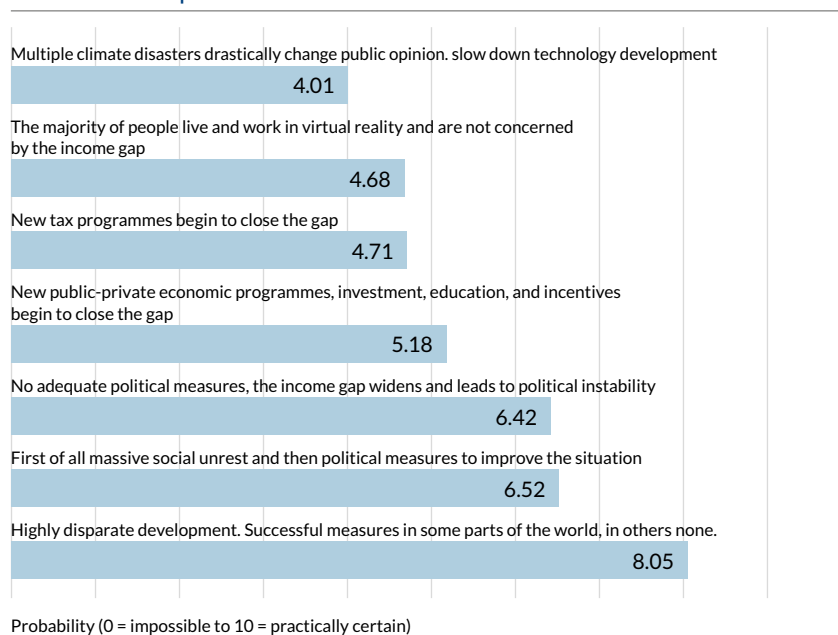 Multiple climate disasters drastically change public opinion. slow down technology development
4.01
The majority of people live and work in virtual reality and are not concerned
by the income gap
4.68
New tax programmes begin to close the gap
4.71
New public-private economic programmes, investment, education, and incentives
begin to close the gap
5.18
No adequate political measures, the income gap widens and leads to political instability
6.42
First of all massive social unrest and then political measures to improve the situation
6.52
Highly disparate development. Successful measures in some parts of the world, in others none.
8.05
Probability (0 = impossible to 10 = practically certain)